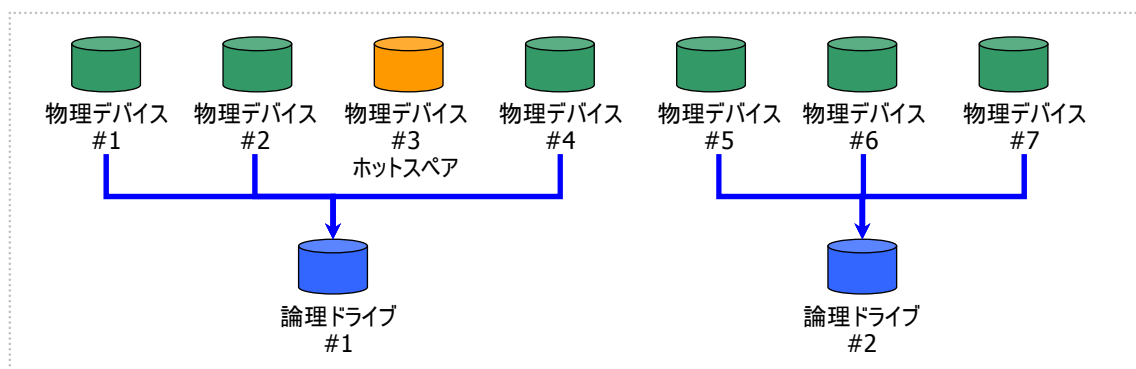 物理デバイス
#1
物理デバイス
#2
物理デバイス
#3
ホットスペア
物理デバイス
#4
物理デバイス
#5
物理デバイス
#6
物理デバイス
#7
論理ドライブ
#1
論理ドライブ
#2